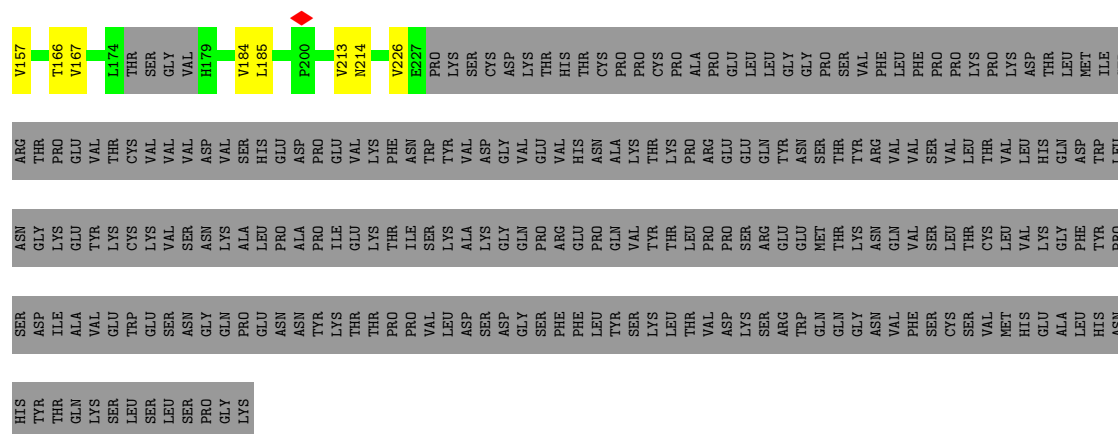 V157 T166 V167 L174 THR SER GLY VAL H179 V184 L185 P200 V213 N214 V226 E227 PRO LYS SER CYS ASP LYS THR HIS THR CYS PRO PRO CYS PRO ALA PRO GLU LEU LEU GLY GLY PRO SER VAL PHE LEU PHE PRO PRO LYS PRO LYS ASP THR LEU MET ILE
ARG THR PRO GLU VAL THR CYS VAL VAL VAL ASP VAL SER HIS GLU ASP PRO GLU VAL LYS PHE ASN TRP TYR VAL ASP GLY VAL GLU VAL HIS ASN ALA LYS THR LYS PRO ARG GLU GLU GLN TYR ASN SER THR TYR ARG VAL VAL SER VAL LEU THR VAL LEU HIS GLN ASP TRP LEU
ASN GLY LYS GLU TYR LYS CYS LYS VAL SER ASN LYS ALA LEU PRO ALA PRO ILE GLU LYS THR ILE SER LYS ALA LYS GLY GLN PRO ARG GLU PRO GLN VAL TYR THR LEU PRO PRO SER ARG GLU GLU MET THR LYS ASN GLN VAL SER LEU THR CYS LEU VAL LYS GLY PHE TYR PRO
SER ASP ILE ALA VAL GLU TRP GLU SER ASN GLY GLN PRO GLU ASN ASN TYR LYS THR THR PRO PRO VAL LEU ASP SER ASP GLY SER PHE PHE LEU TYR SER LYS LEU THR VAL ASP LYS SER ARG TRP GLN GLN GLY ASN VAL PHE SER CYS SER VAL MET HIS GLU ALA LEU HIS ASN
HIS TYR THR GLN LYS SER LEU SER LEU SER PRO GLY LYS